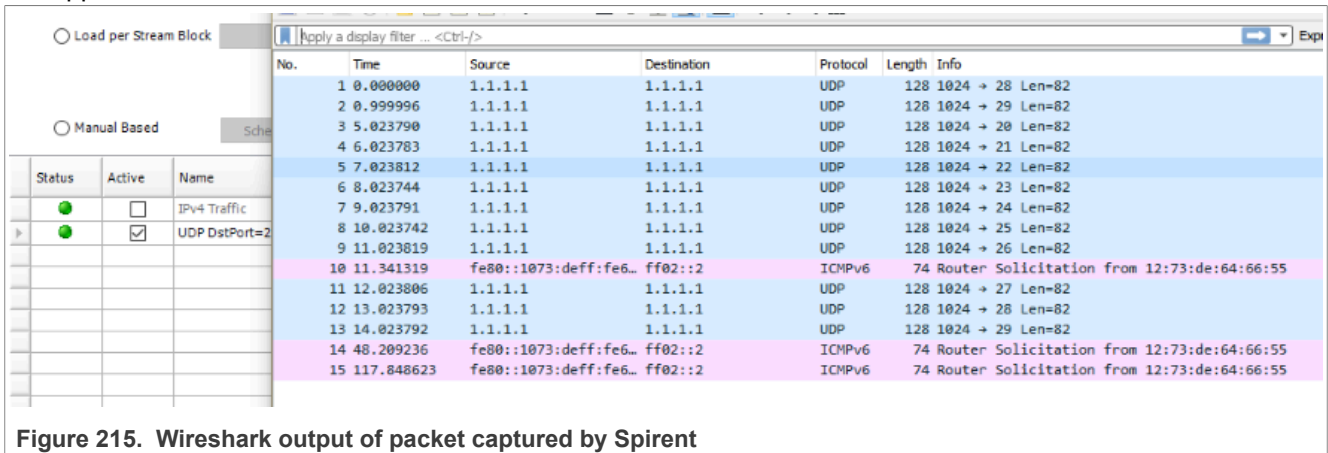 Load per Stream Block
Apply a display filter ... <Ctrl-/>
No. Time Source Destination Protocol Length Info
1 0.000000 1.1.1.1 1.1.1.1 UDP 128 1024 → 28 Len=82
2 0.999996 1.1.1.1 1.1.1.1 UDP 128 1024 → 29 Len=82
Manual Based
3 5.023790 1.1.1.1 1.1.1.1 UDP 128 1024 → 20 Len=82
4 6.023783 1.1.1.1 1.1.1.1 UDP 128 1024 → 21 Len=82
Status Active Name
5 7.023812 1.1.1.1 1.1.1.1 UDP 128 1024 → 22 Len=82
6 8.023744 1.1.1.1 1.1.1.1 UDP 128 1024 → 23 Len=82
IPv4 Traffic
7 9.023791 1.1.1.1 1.1.1.1 UDP 128 1024 → 24 Len=82
UDP DstPort=2
8 10.023742 1.1.1.1 1.1.1.1 UDP 128 1024 → 25 Len=82
9 11.023819 1.1.1.1 1.1.1.1 UDP 128 1024 → 26 Len=82
10 11.341319 fe80::1073:deff:fe6… ff02::2 ICMPv6 74 Router Solicitation from 12:73:de:64:66:55
11 12.023806 1.1.1.1 1.1.1.1 UDP 128 1024 → 27 Len=82
12 13.023793 1.1.1.1 1.1.1.1 UDP 128 1024 → 28 Len=82
13 14.023792 1.1.1.1 1.1.1.1 UDP 128 1024 → 29 Len=82
14 48.209236 fe80::1073:deff:fe6… ff02::2 ICMPv6 74 Router Solicitation from 12:73:de:64:66:55
15 117.848623 fe80::1073:deff:fe6… ff02::2 ICMPv6 74 Router Solicitation from 12:73:de:64:66:55
Figure 215. Wireshark output of packet captured by Spirent